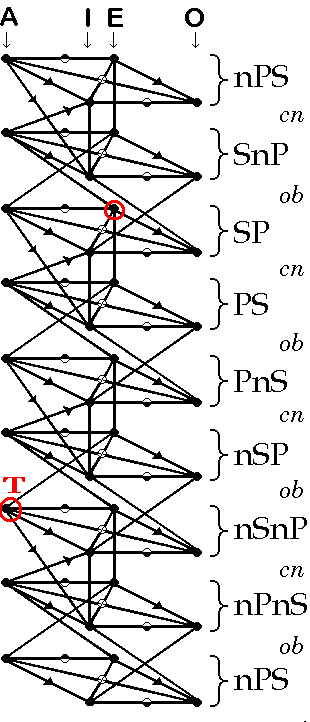 A I E O
↓ ↓ ↓ ↓
nPS
cn
SnP
ob
SP
cn
PS
ob
PnS
cn
nSP
ob
T
nSnP
cn
nPnS
ob
nPS